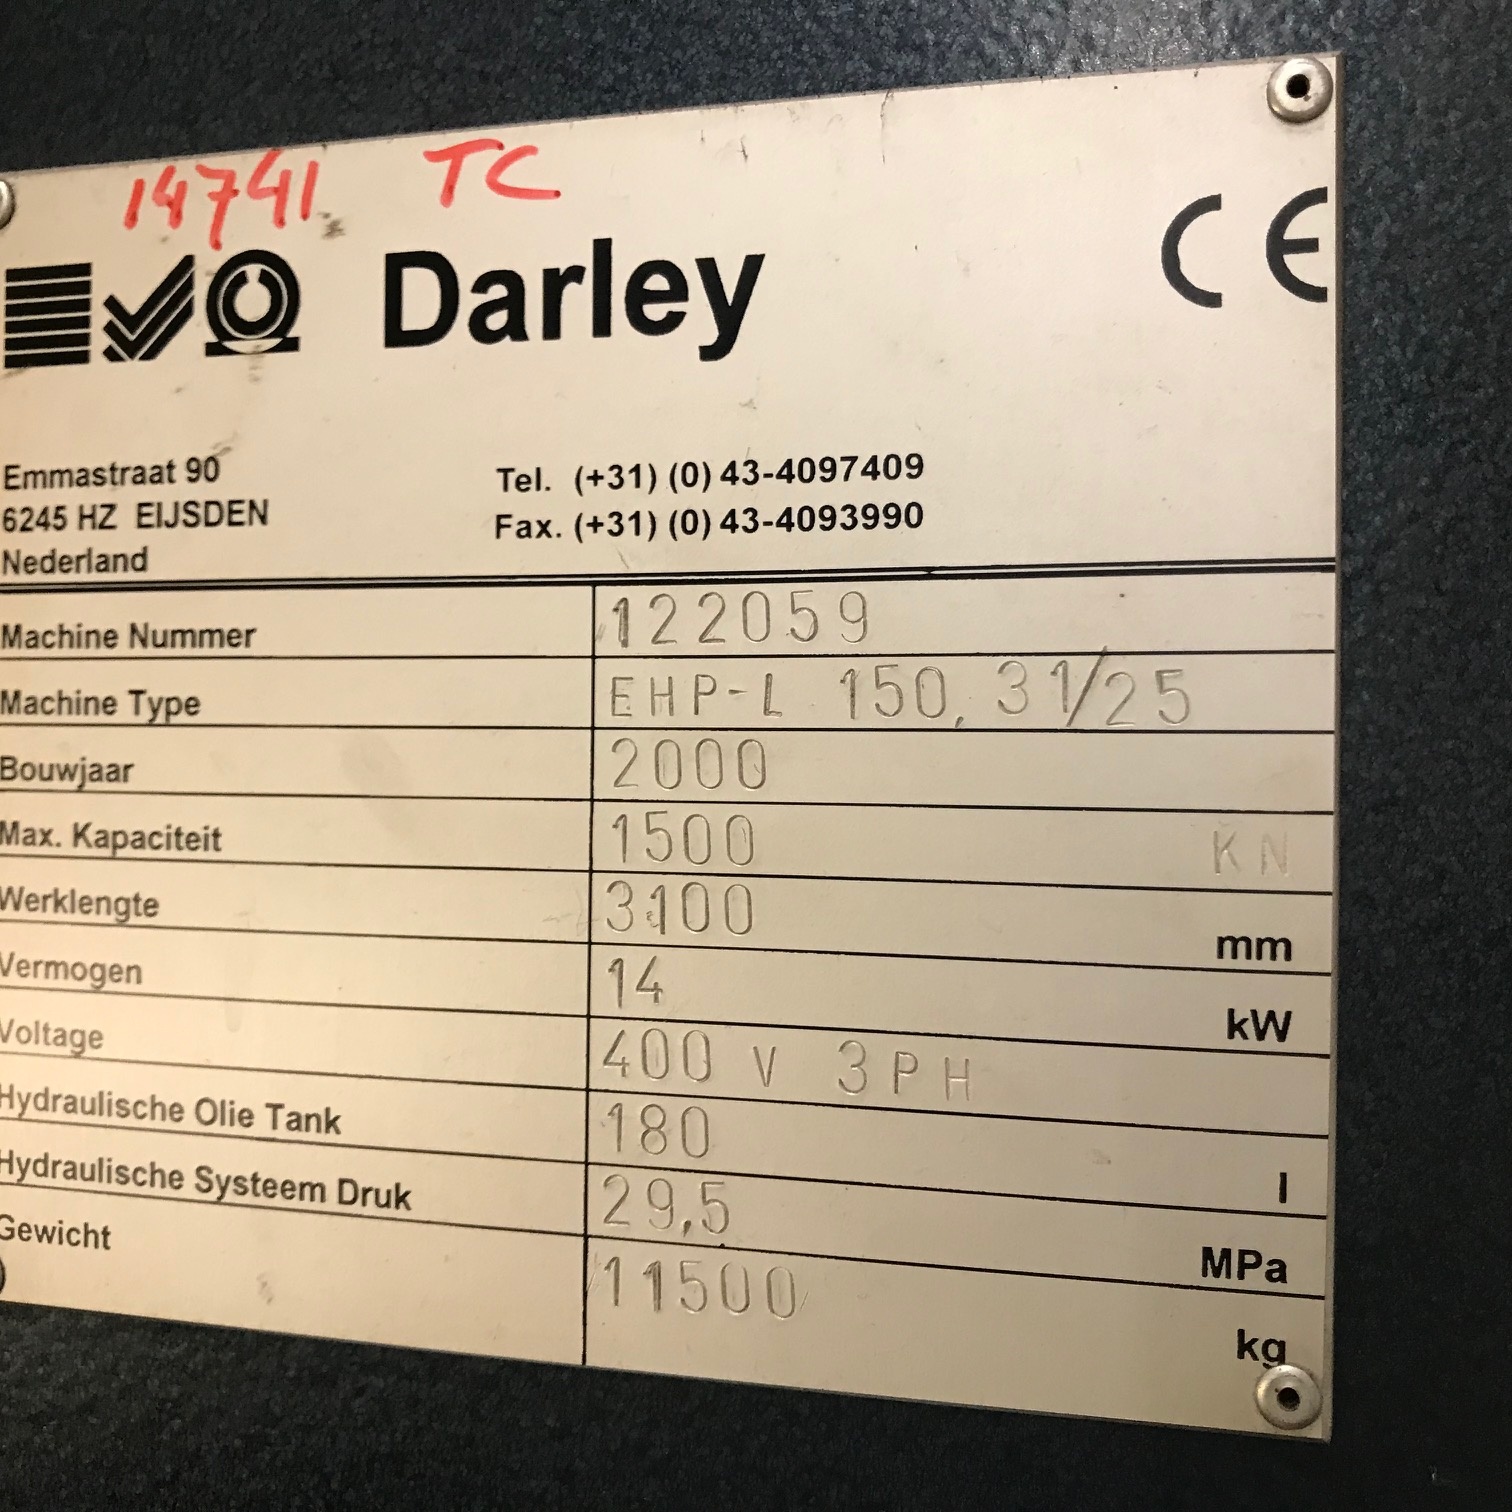 14741 TC
Darley
CE
Emmastraat 90
6245 HZ EIJSDEN
Nederland
Tel. (+31) (0) 43-4097409
Fax. (+31) (0) 43-4093990
Machine Nummer 122059
Machine Type EHP-L 150, 31/25
Bouwjaar 2000
Max. Kapaciteit 1500 KN
Werklengte 3100 mm
Vermogen 14 kW
Voltage 400 V 3PH
Hydraulische Olie Tank 180 l
Hydraulische Systeem Druk 29,5 MPa
Gewicht 11500 kg